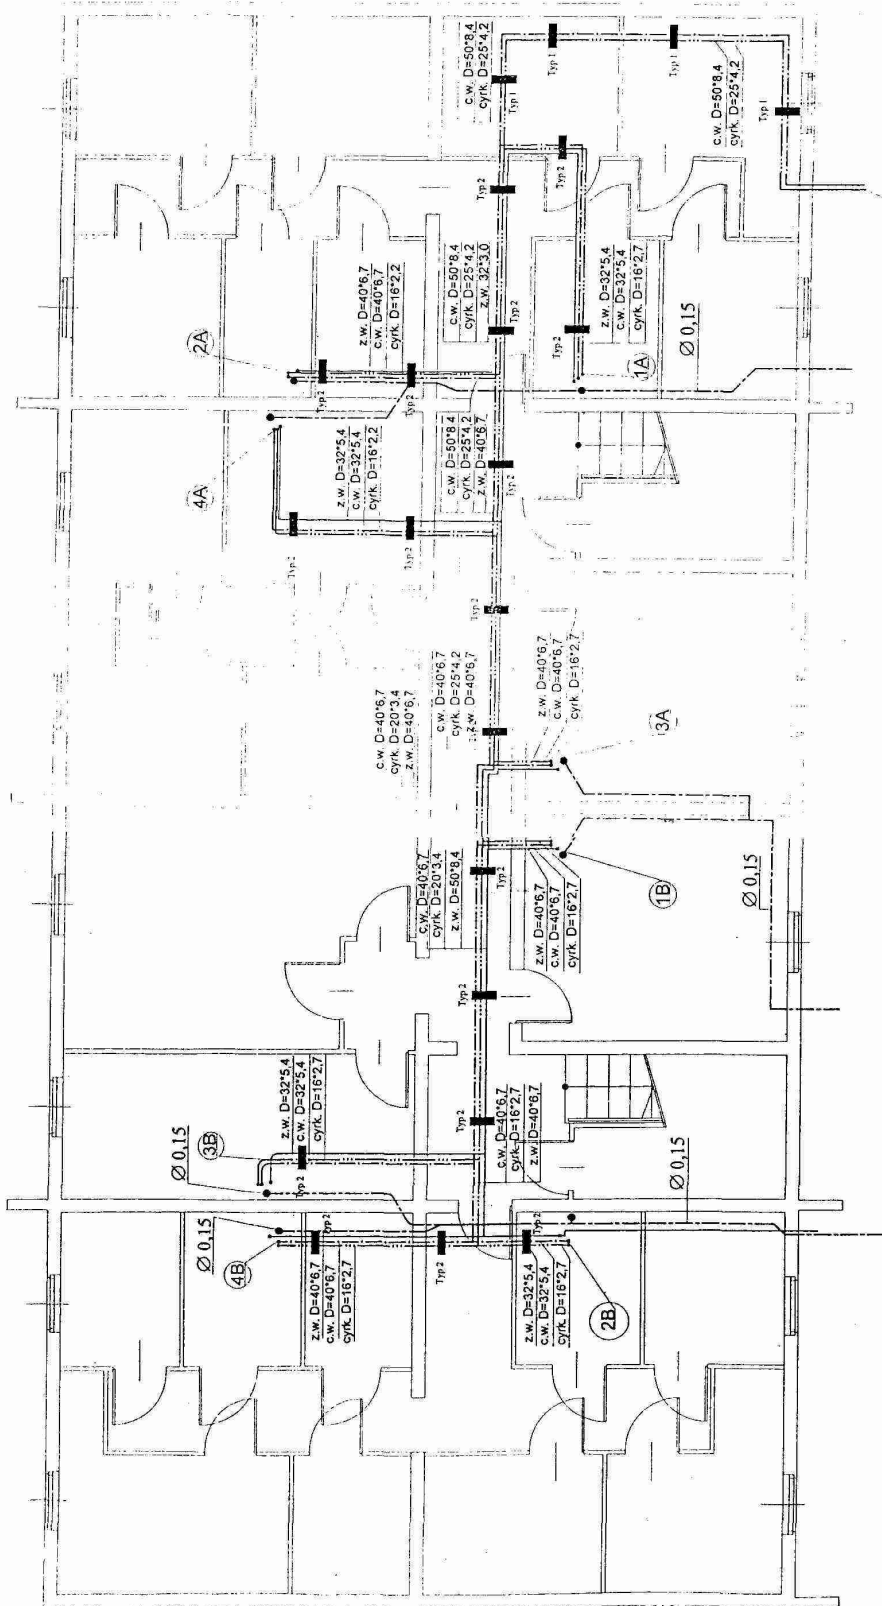 c.w. D=50*8,4
cyrk. D=25*4,2
Typ 1
Typ 1
Typ 1
c.w. D=50*8,4
cyrk. D=25*4,2
Typ 1
Typ.2
Typ.2
z.w. D=40*6,7
c.w. D=40*6,7
cyrk. D=16*2,2
c.w. D=50*8,4
cyrk. D=25*4,2
z.w. 32*3,0
z.w. D=32*5,4
c.w. D=32*5,4
cyrk. D=16*2,7
Ø 0,15
2A
Typ.2
1A
Typ.2
Typ.2
4A
z.w. D=32*5,4
c.w. D=32*5,4
cyrk. D=16*2,2
c.w. D=50*8,4
cyrk. D=25*4,2
z.w. D=40*6,7
Typ.2
Typ.2
Typ.2
Typ.2
c.w. D=40*6,7
cyrk. D=20*3,4
z.w. D=40*6,7
c.w. D=40*6,7
cyrk. D=25*4,2
z.w. D=40*6,7
z.w. D=40*6,7
c.w. D=40*6,7
cyrk. D=16*2,7
3A
c.w. D=40*6,7
cyrk. D=20*3,4
z.w. D=50*8,4
Typ.2
z.w. D=40*6,7
c.w. D=40*6,7
cyrk. D=16*2,7
1B
Ø 0,15
Typ.2
z.w. D=32*5,4
c.w. D=32*5,4
cyrk. D=16*2,7
Typ.2
c.w. D=40*6,7
cyrk. D=16*2,7
z.w. D=40*6,7
3B
Ø 0,15
Typ.2
Ø 0,15
Ø 0,15
4B
Typ.2
z.w. D=40*6,7
c.w. D=40*6,7
cyrk. D=16*2,7
Typ.2
Typ.2
z.w. D=32*5,4
c.w. D=32*5,4
cyrk. D=16*2,7
2B